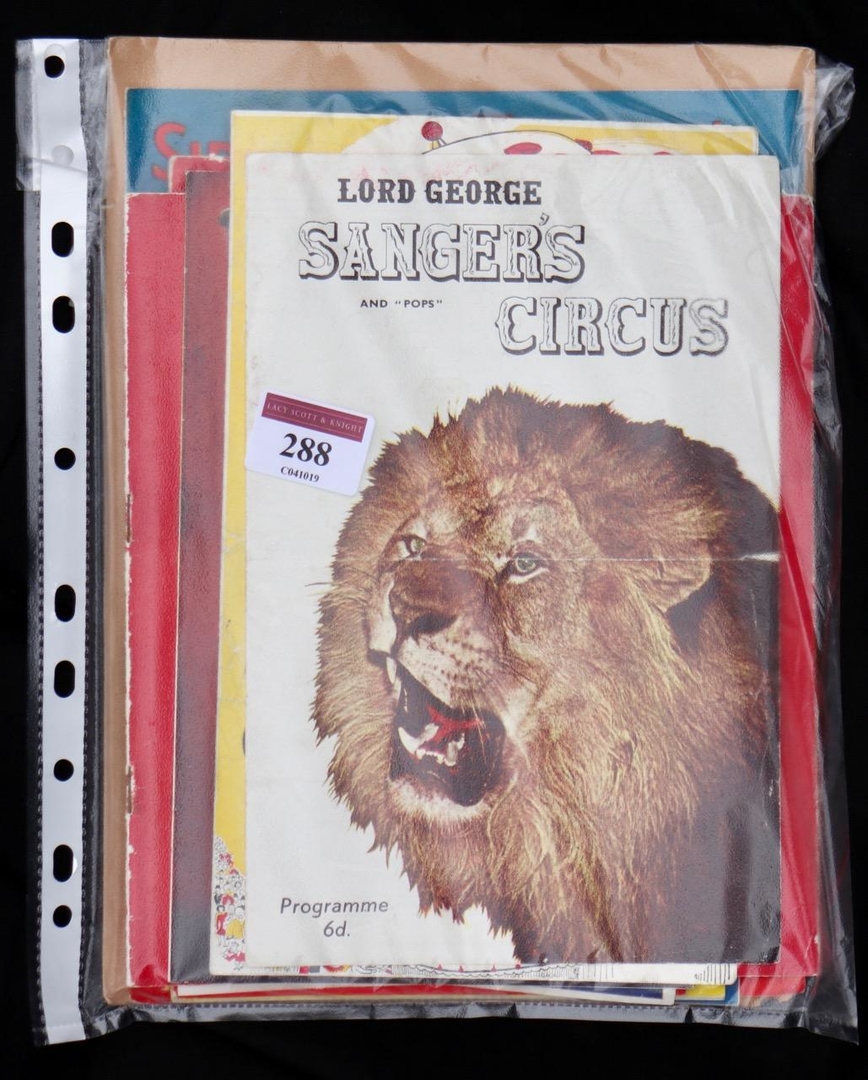 LORD GEORGE
SANGER'S
AND "POPS"
CIRCUS
LACY SCOTT & KNIGHT
288
C041019
Programme
6d.